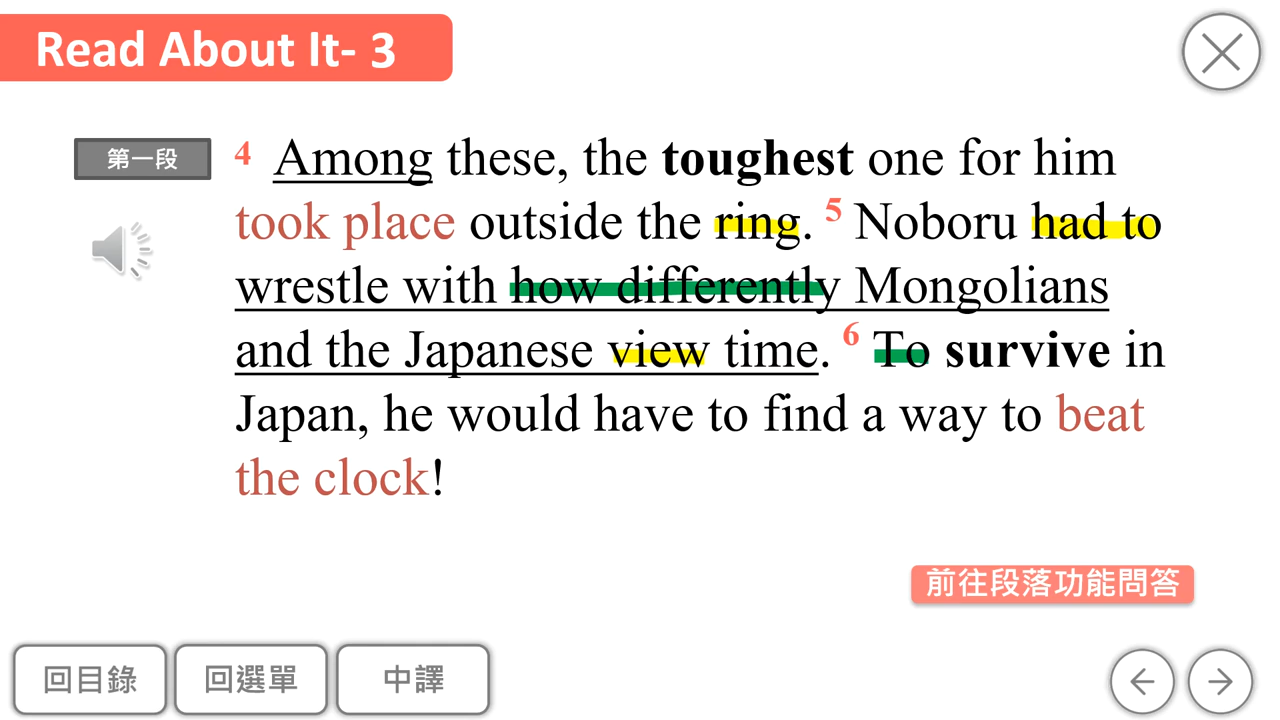 Read About It- 3
第一段
4 Among these, the toughest one for him
took place outside the ring. 5 Noboru had to
wrestle with how differently Mongolians
and the Japanese view time. 6 To survive in
Japan, he would have to find a way to beat
the clock!
前往段落功能問答
回目錄
回選單
中譯